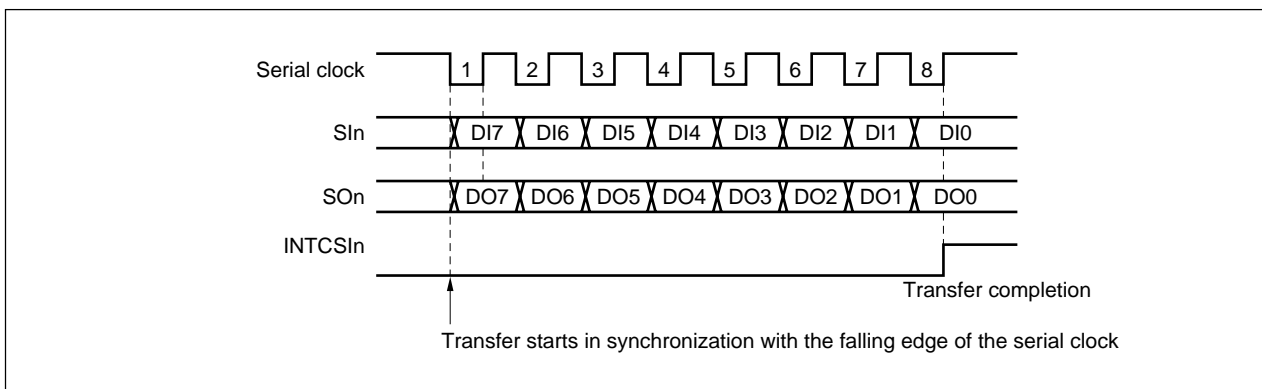 Serial clock 1 2 3 4 5 6 7 8
SIn DI7 DI6 DI5 DI4 DI3 DI2 DI1 DI0
SOn DO7 DO6 DO5 DO4 DO3 DO2 DO1 DO0
INTCSIn
Transfer completion
Transfer starts in synchronization with the falling edge of the serial clock